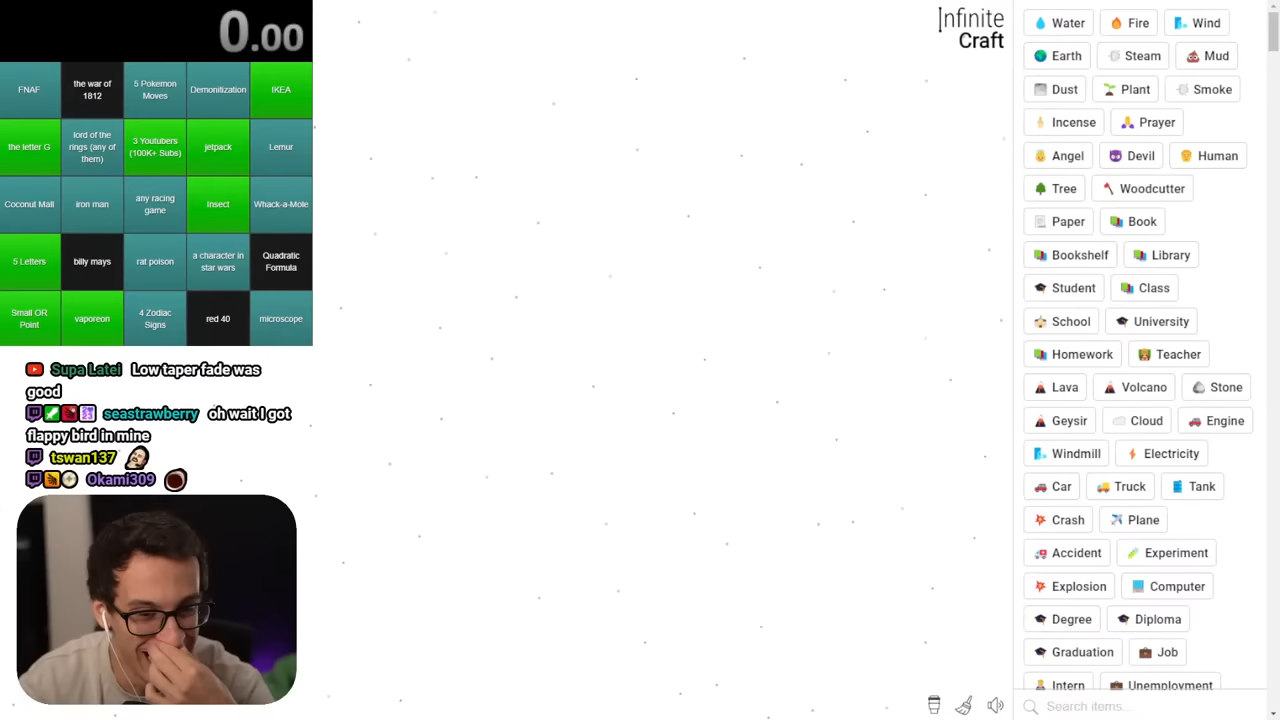 0.00
FNAF
the war of
1812
5 Pokemon
Moves
Demonitization
IKEA
the letter G
lord of the
rings (any of
them)
3 Youtubers
(100K+ Subs)
jetpack
Lemur
Coconut Mall
iron man
any racing
game
Insect
Whack-a-Mole
5 Letters
billy mays
rat poison
a character in
star wars
Quadratic
Formula
Small OR
Point
vaporeon
4 Zodiac
Signs
red 40
microscope
Supa Latei Low taper fade was
good
seastrawberry oh wait I got
flappy bird in mine
tswan137
Okami309
Infinite
Craft
Water Fire Wind
Earth Steam Mud
Dust Plant Smoke
Incense Prayer
Angel Devil Human
Tree Woodcutter
Paper Book
Bookshelf Library
Student Class
School University
Homework Teacher
Lava Volcano Stone
Geysir Cloud Engine
Windmill Electricity
Car Truck Tank
Crash Plane
Accident Experiment
Explosion Computer
Degree Diploma
Graduation Job
Intern Unemployment
Search items...